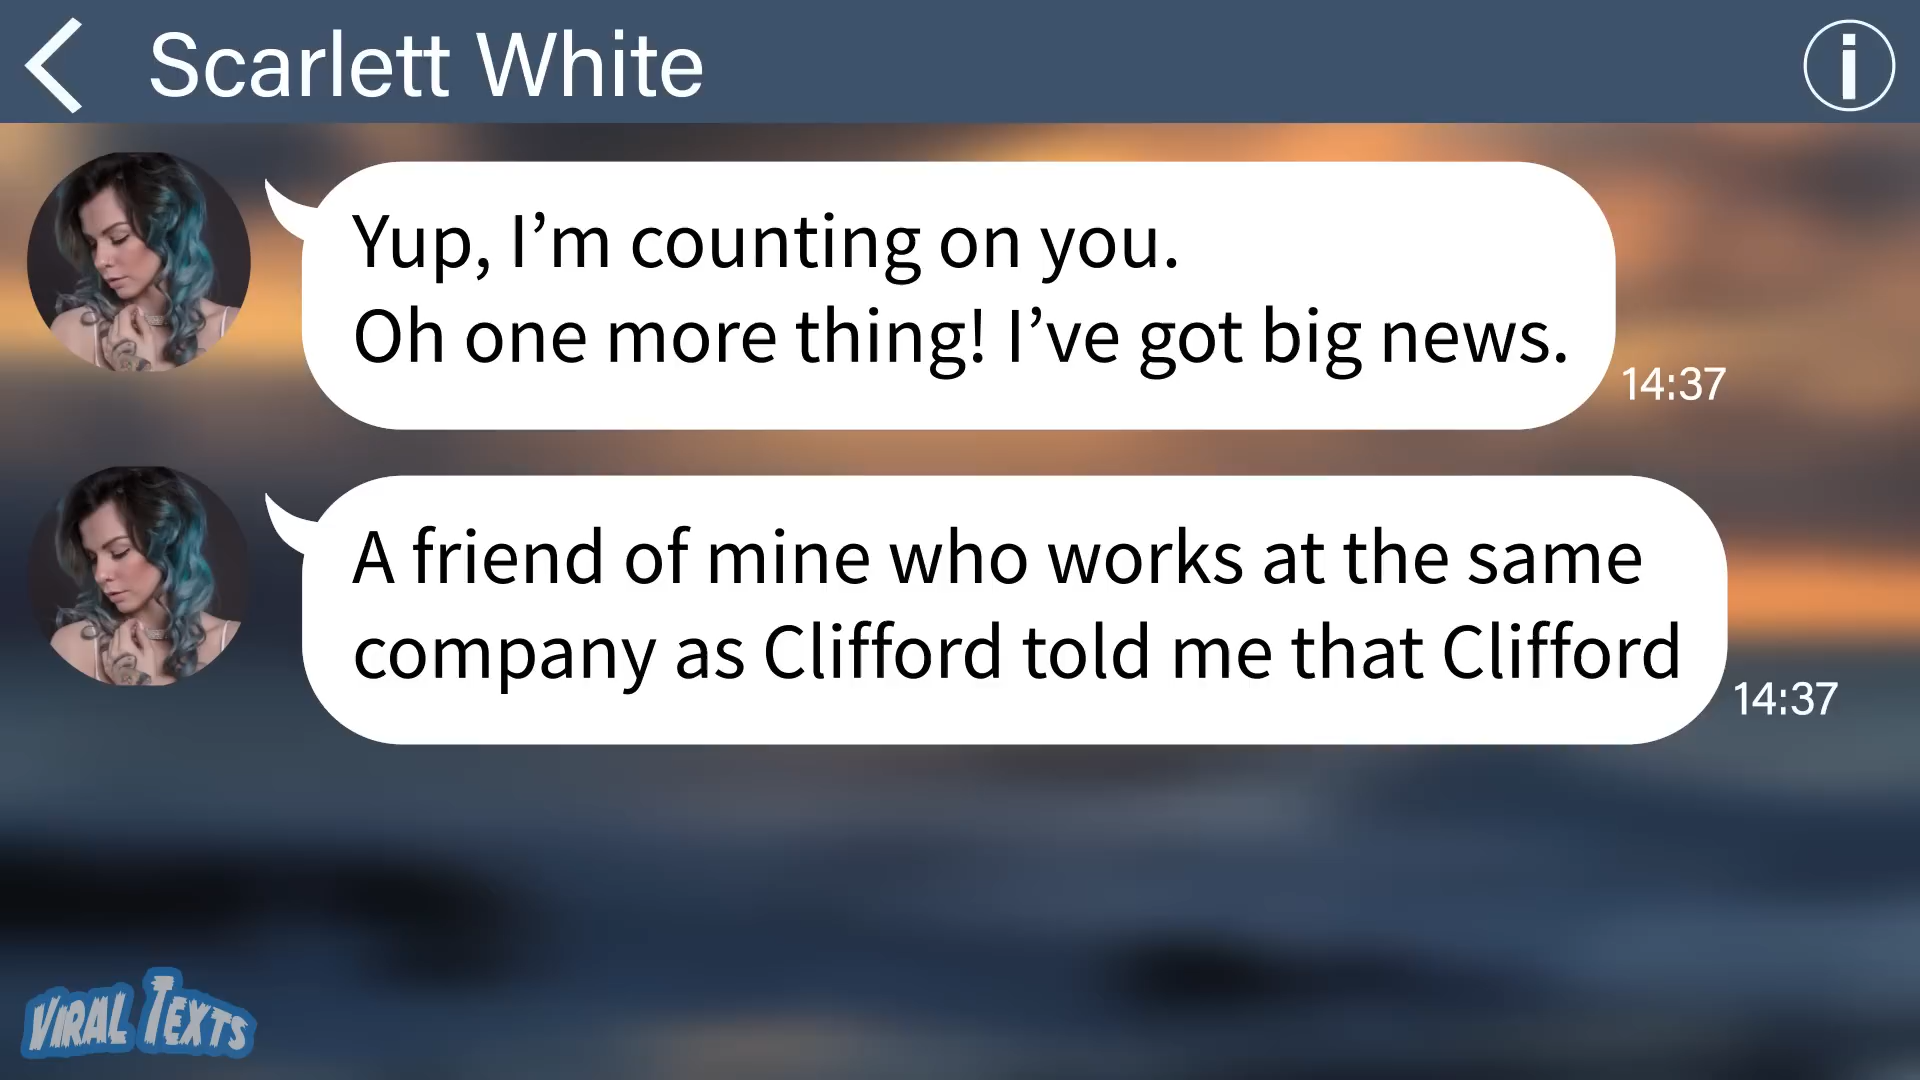 Scarlett White
Yup, I’m counting on you.
Oh one more thing! I’ve got big news.
14:37
A friend of mine who works at the same
company as Clifford told me that Clifford
14:37
VIRAL TEXTS